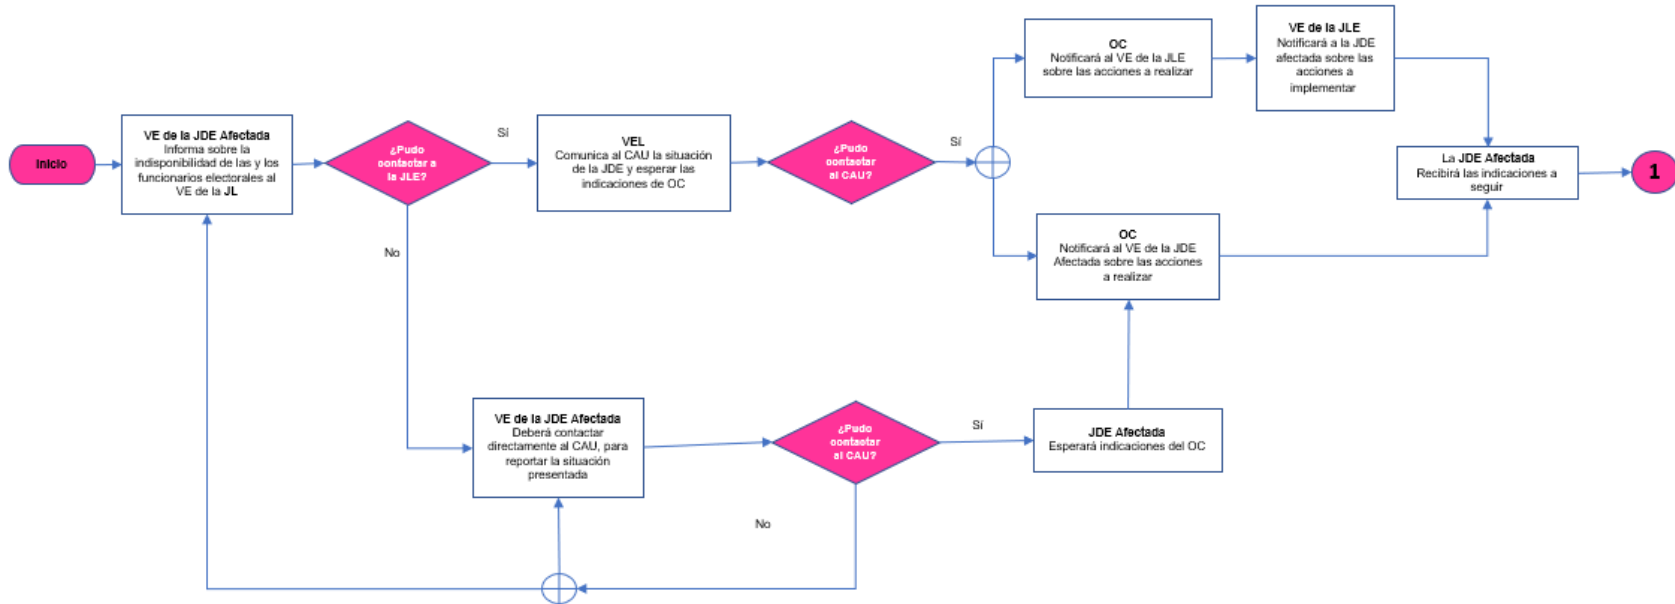 Inicio
VE de la JDE Afectada
Informa sobre la
indisponibilidad de las y los
funcionarios electorales al
VE de la JL
¿Pudo
contactar a
la JLE?
Sí
No
VEL
Comunica al CAU la situación
de la JDE y esperar las
indicaciones de OC
¿Pudo
contactar
al CAU?
Sí
OC
Notificará al VE de la JLE
sobre las acciones a realizar
VE de la JLE
Notificará a la JDE
afectada sobre las
acciones a
implementar
La JDE Afectada
Recibirá las indicaciones a
seguir
1
OC
Notificará al VE de la JDE
Afectada sobre las acciones
a realizar
VE de la JDE Afectada
Deberá contactar
directamente al CAU, para
reportar la situación
presentada
¿Pudo
contactar
al CAU?
Sí
No
JDE Afectada
Esperará indicaciones del OC